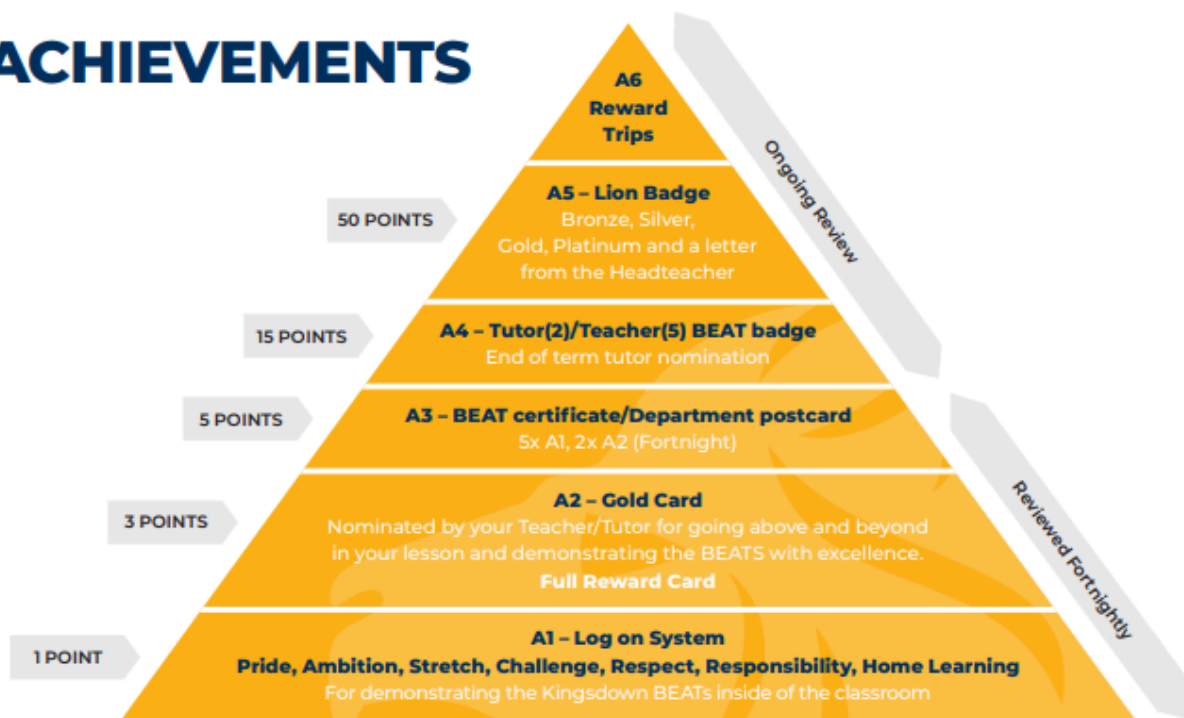 ACHIEVEMENTS
A6
Reward
Trips
Ongoing Review
50 POINTS
A5 – Lion Badge
Bronze, Silver,
Gold, Platinum and a letter
from the Headteacher
15 POINTS
A4 – Tutor(2)/Teacher(5) BEAT badge
End of term tutor nomination
5 POINTS
A3 – BEAT certificate/Department postcard
5x A1, 2x A2 (Fortnight)
Reviewed Fortnightly
3 POINTS
A2 – Gold Card
Nominated by your Teacher/Tutor for going above and beyond
in your lesson and demonstrating the BEATS with excellence.
Full Reward Card
1 POINT
A1 – Log on System
Pride, Ambition, Stretch, Challenge, Respect, Responsibility, Home Learning
For demonstrating the Kingsdown BEATs inside of the classroom